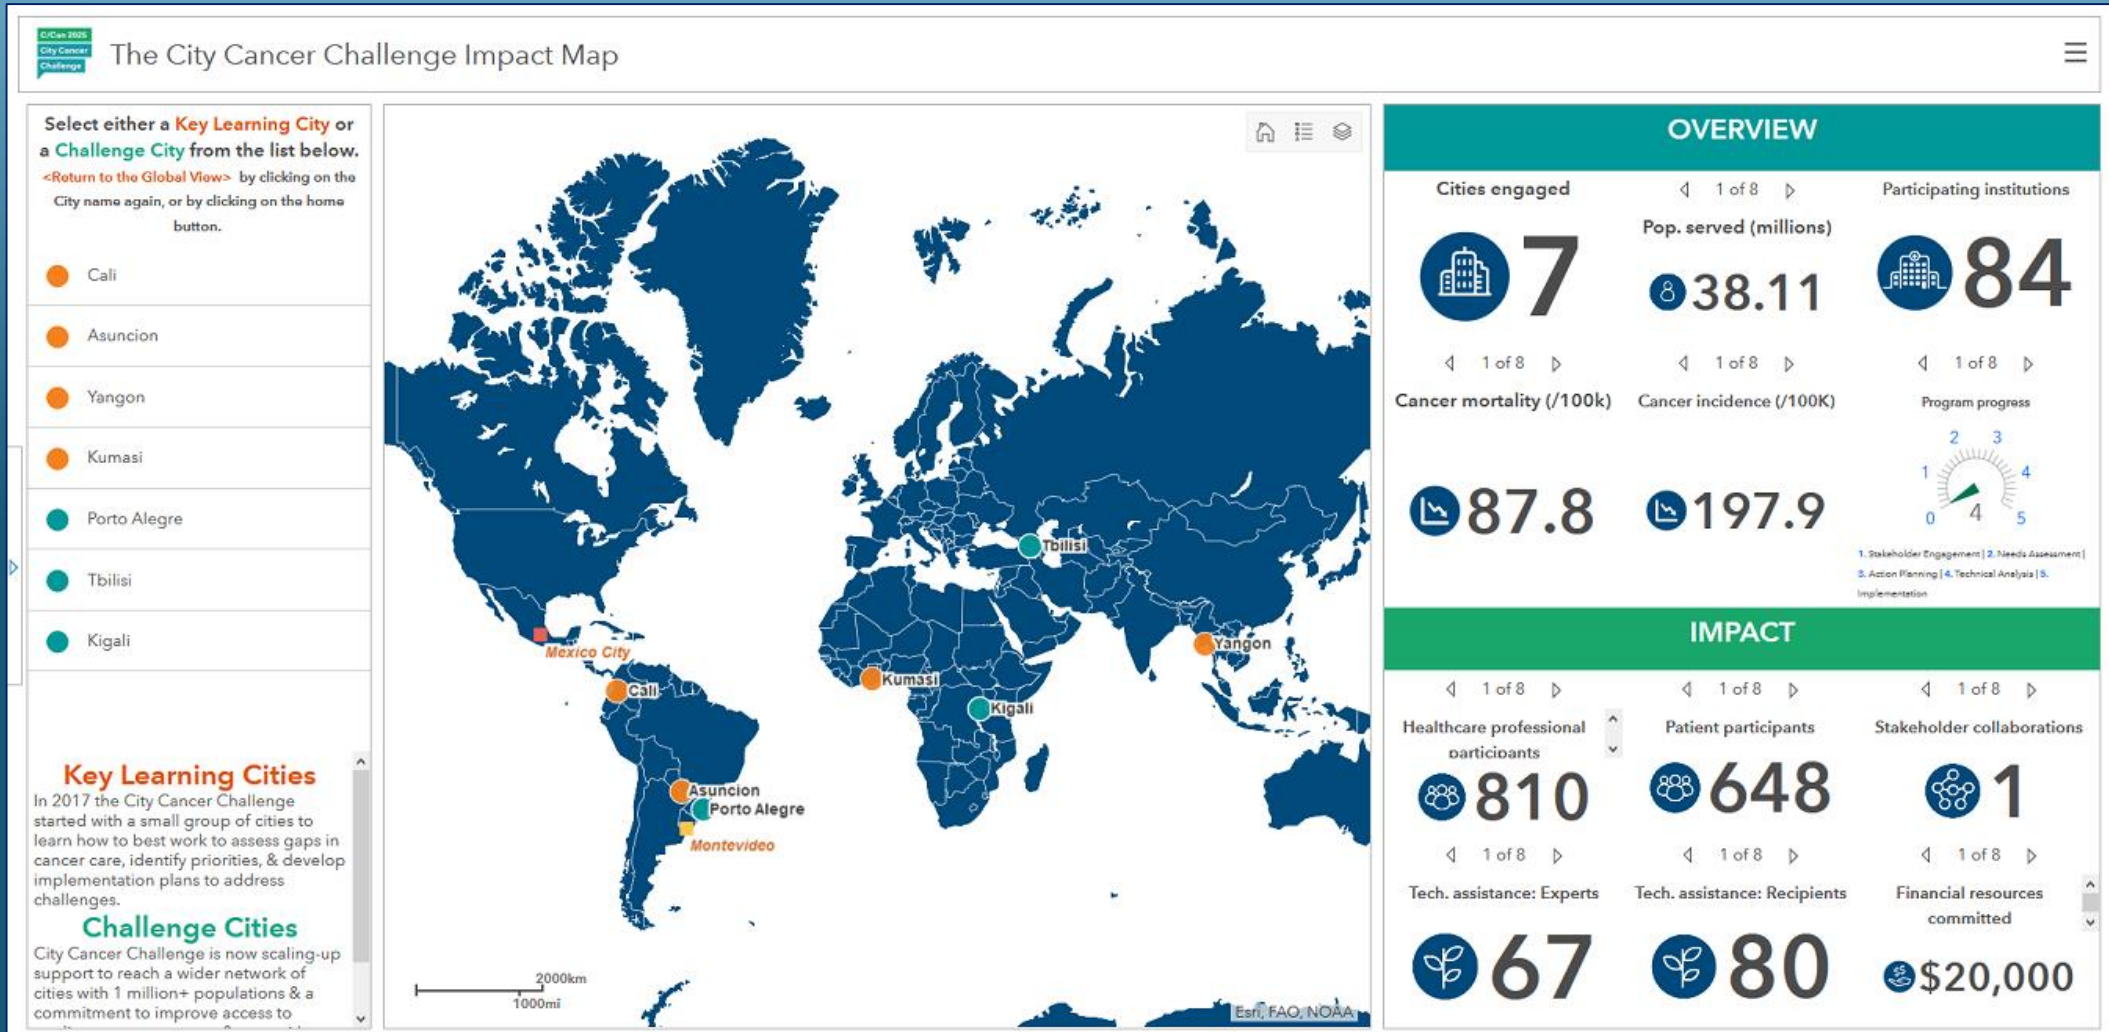 C/Can 2025
City Cancer
Challenge
The City Cancer Challenge Impact Map
Select either a Key Learning City or
a Challenge City from the list below.
<Return to the Global View> by clicking on the
City name again, or by clicking on the home
button.
Cali
Asuncion
Yangon
Kumasi
Porto Alegre
Tbilisi
Kigali
Key Learning Cities
In 2017 the City Cancer Challenge
started with a small group of cities to
learn how to best work to assess gaps in
cancer care, identify priorities, & develop
implementation plans to address
challenges.
Challenge Cities
City Cancer Challenge is now scaling-up
support to reach a wider network of
cities with 1 million+ populations & a
commitment to improve access to
Tbilisi
Yangon
Mexico City
Kumasi
Cali
Kigali
Asuncion
Porto Alegre
Montevideo
2000km
1000mi
Esri, FAO, NOAA
OVERVIEW
Cities engaged
7
1 of 8
Pop. served (millions)
38.11
Participating institutions
84
1 of 8
Cancer mortality (/100k)
87.8
1 of 8
Cancer incidence (/100K)
197.9
1 of 8
Program progress
0 1 2 3 4 5
4
1. Stakeholder Engagement | 2. Needs Assessment |
3. Action Planning | 4. Technical Analysis | 5.
Implementation
IMPACT
1 of 8
Healthcare professional
participants
810
1 of 8
Patient participants
648
1 of 8
Stakeholder collaborations
1
1 of 8
Tech. assistance: Experts
67
1 of 8
Tech. assistance: Recipients
80
1 of 8
Financial resources
committed
$20,000